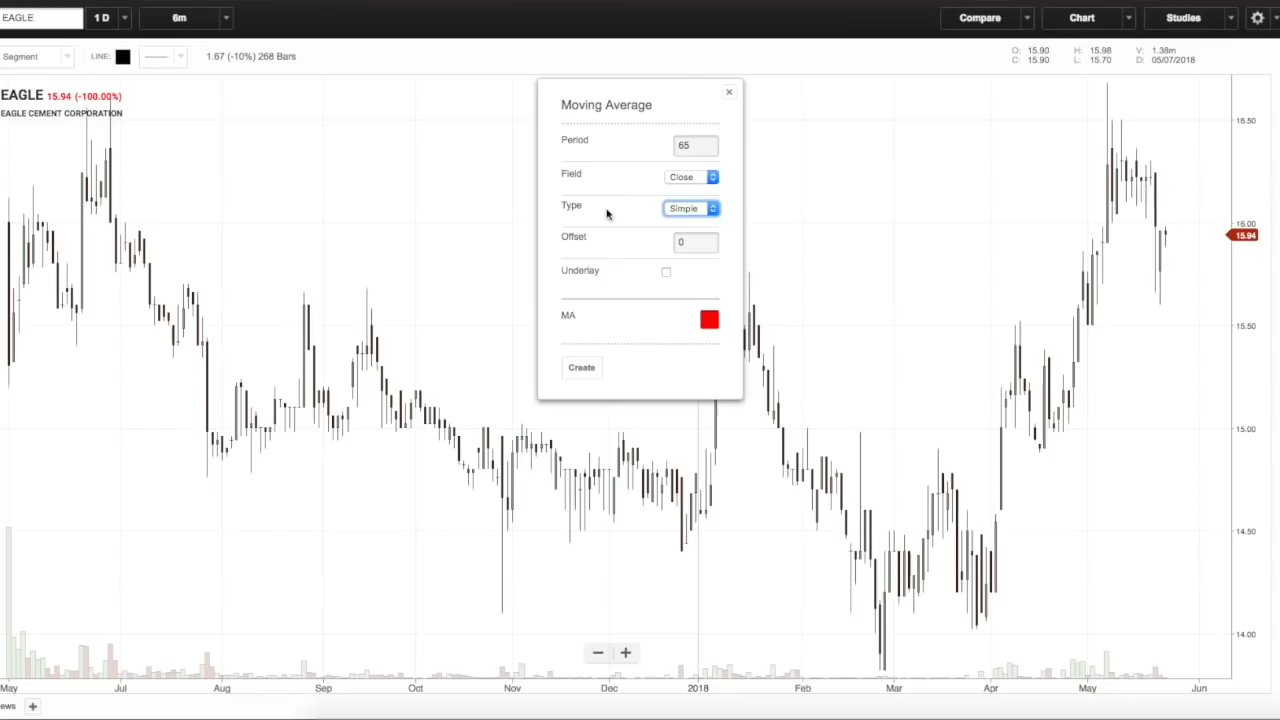 EAGLE 1 D 6m Compare Chart Studies
Segment LINE: 1.67 (-10%) 268 Bars
O: 15.90 H: 15.98 V: 1.38m
C: 15.90 L: 15.70 D: 05/07/2018
EAGLE 15.94 (-100.00%)
EAGLE CEMENT CORPORATION
Moving Average
Period 65
Field Close
Type Simple
Offset 0
Underlay
MA
Create
16.50
16.00
15.94
15.50
15.00
14.50
14.00
May Jul Aug Sep Oct Nov Dec 2018 Feb Mar Apr May Jun
ews